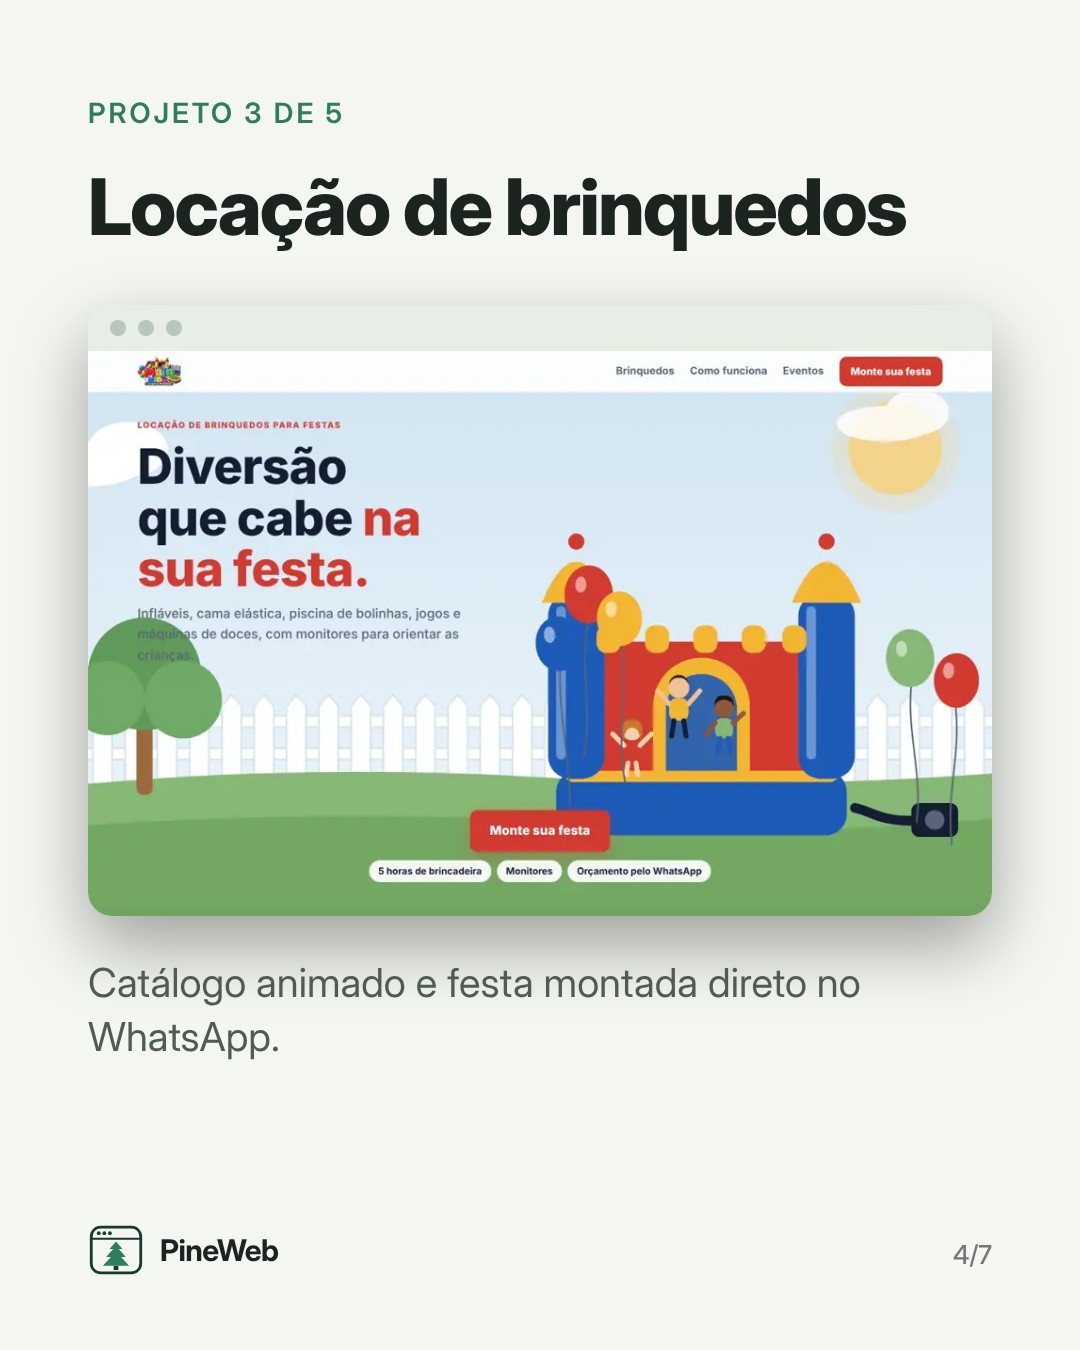 PROJETO 3 DE 5
Locação de brinquedos
Brinquedos Como funciona Eventos Monte sua festa
LOCAÇÃO DE BRINQUEDOS PARA FESTAS
Diversão
que cabe na
sua festa.
Infláveis, cama elástica, piscina de bolinhas, jogos e
máquinas de doces, com monitores para orientar as
crianças.
Monte sua festa
5 horas de brincadeira Monitores Orçamento pelo WhatsApp
Catálogo animado e festa montada direto no
WhatsApp.
PineWeb
4/7